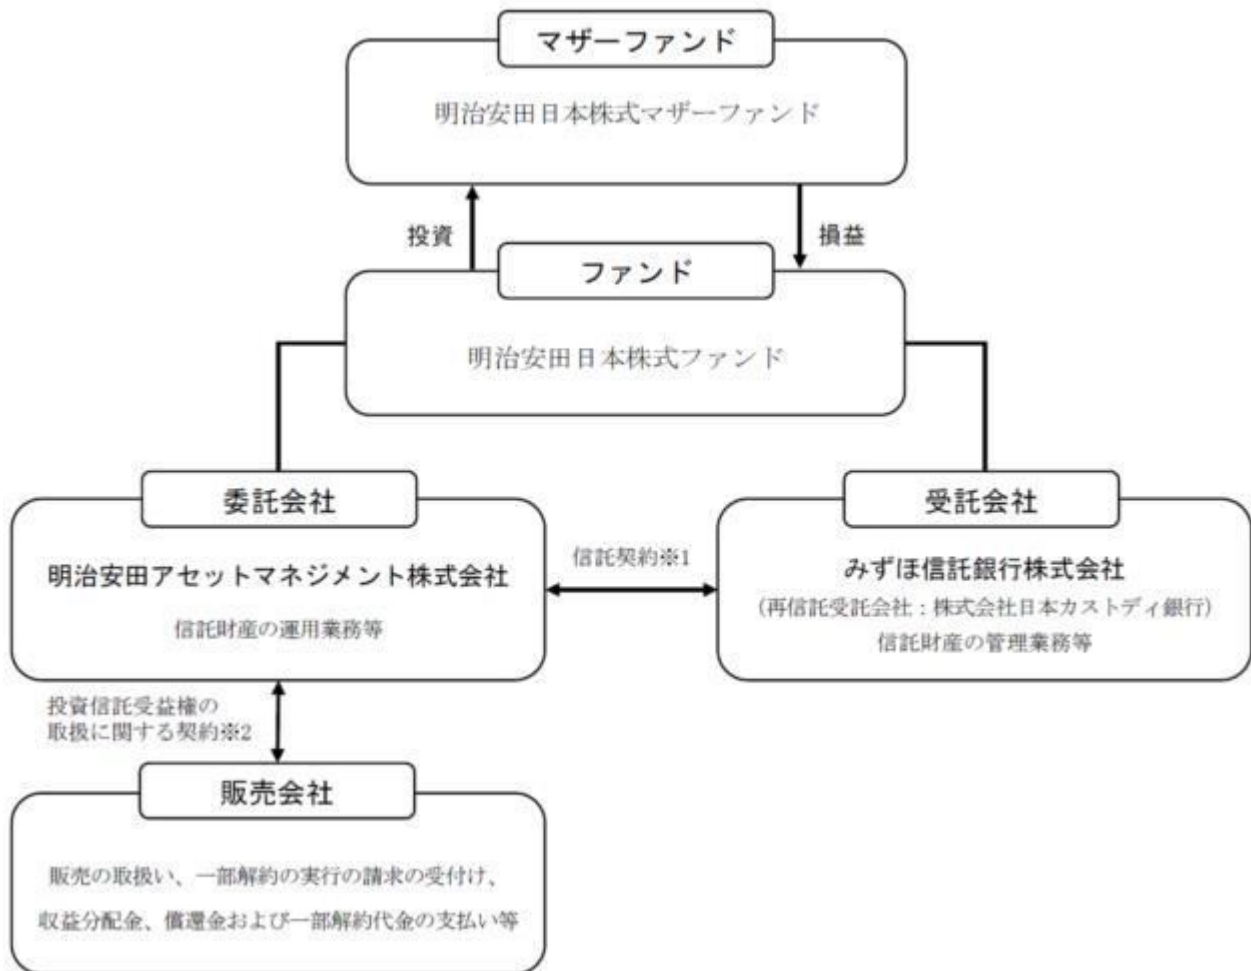 マザーファンド
明治安田日本株式マザーファンド
投資
損益
ファンド
明治安田日本株式ファンド
委託会社
明治安田アセットマネジメント株式会社
信託財産の運用業務等
信託契約※1
受託会社
みずほ信託銀行株式会社
(再信託受託会社:株式会社日本カストディ銀行)
信託財産の管理業務等
投資信託受益権の
取扱に関する契約※2
販売会社
販売の取扱い、一部解約の実行の請求の受付け、
収益分配金、償還金および一部解約代金の支払い等